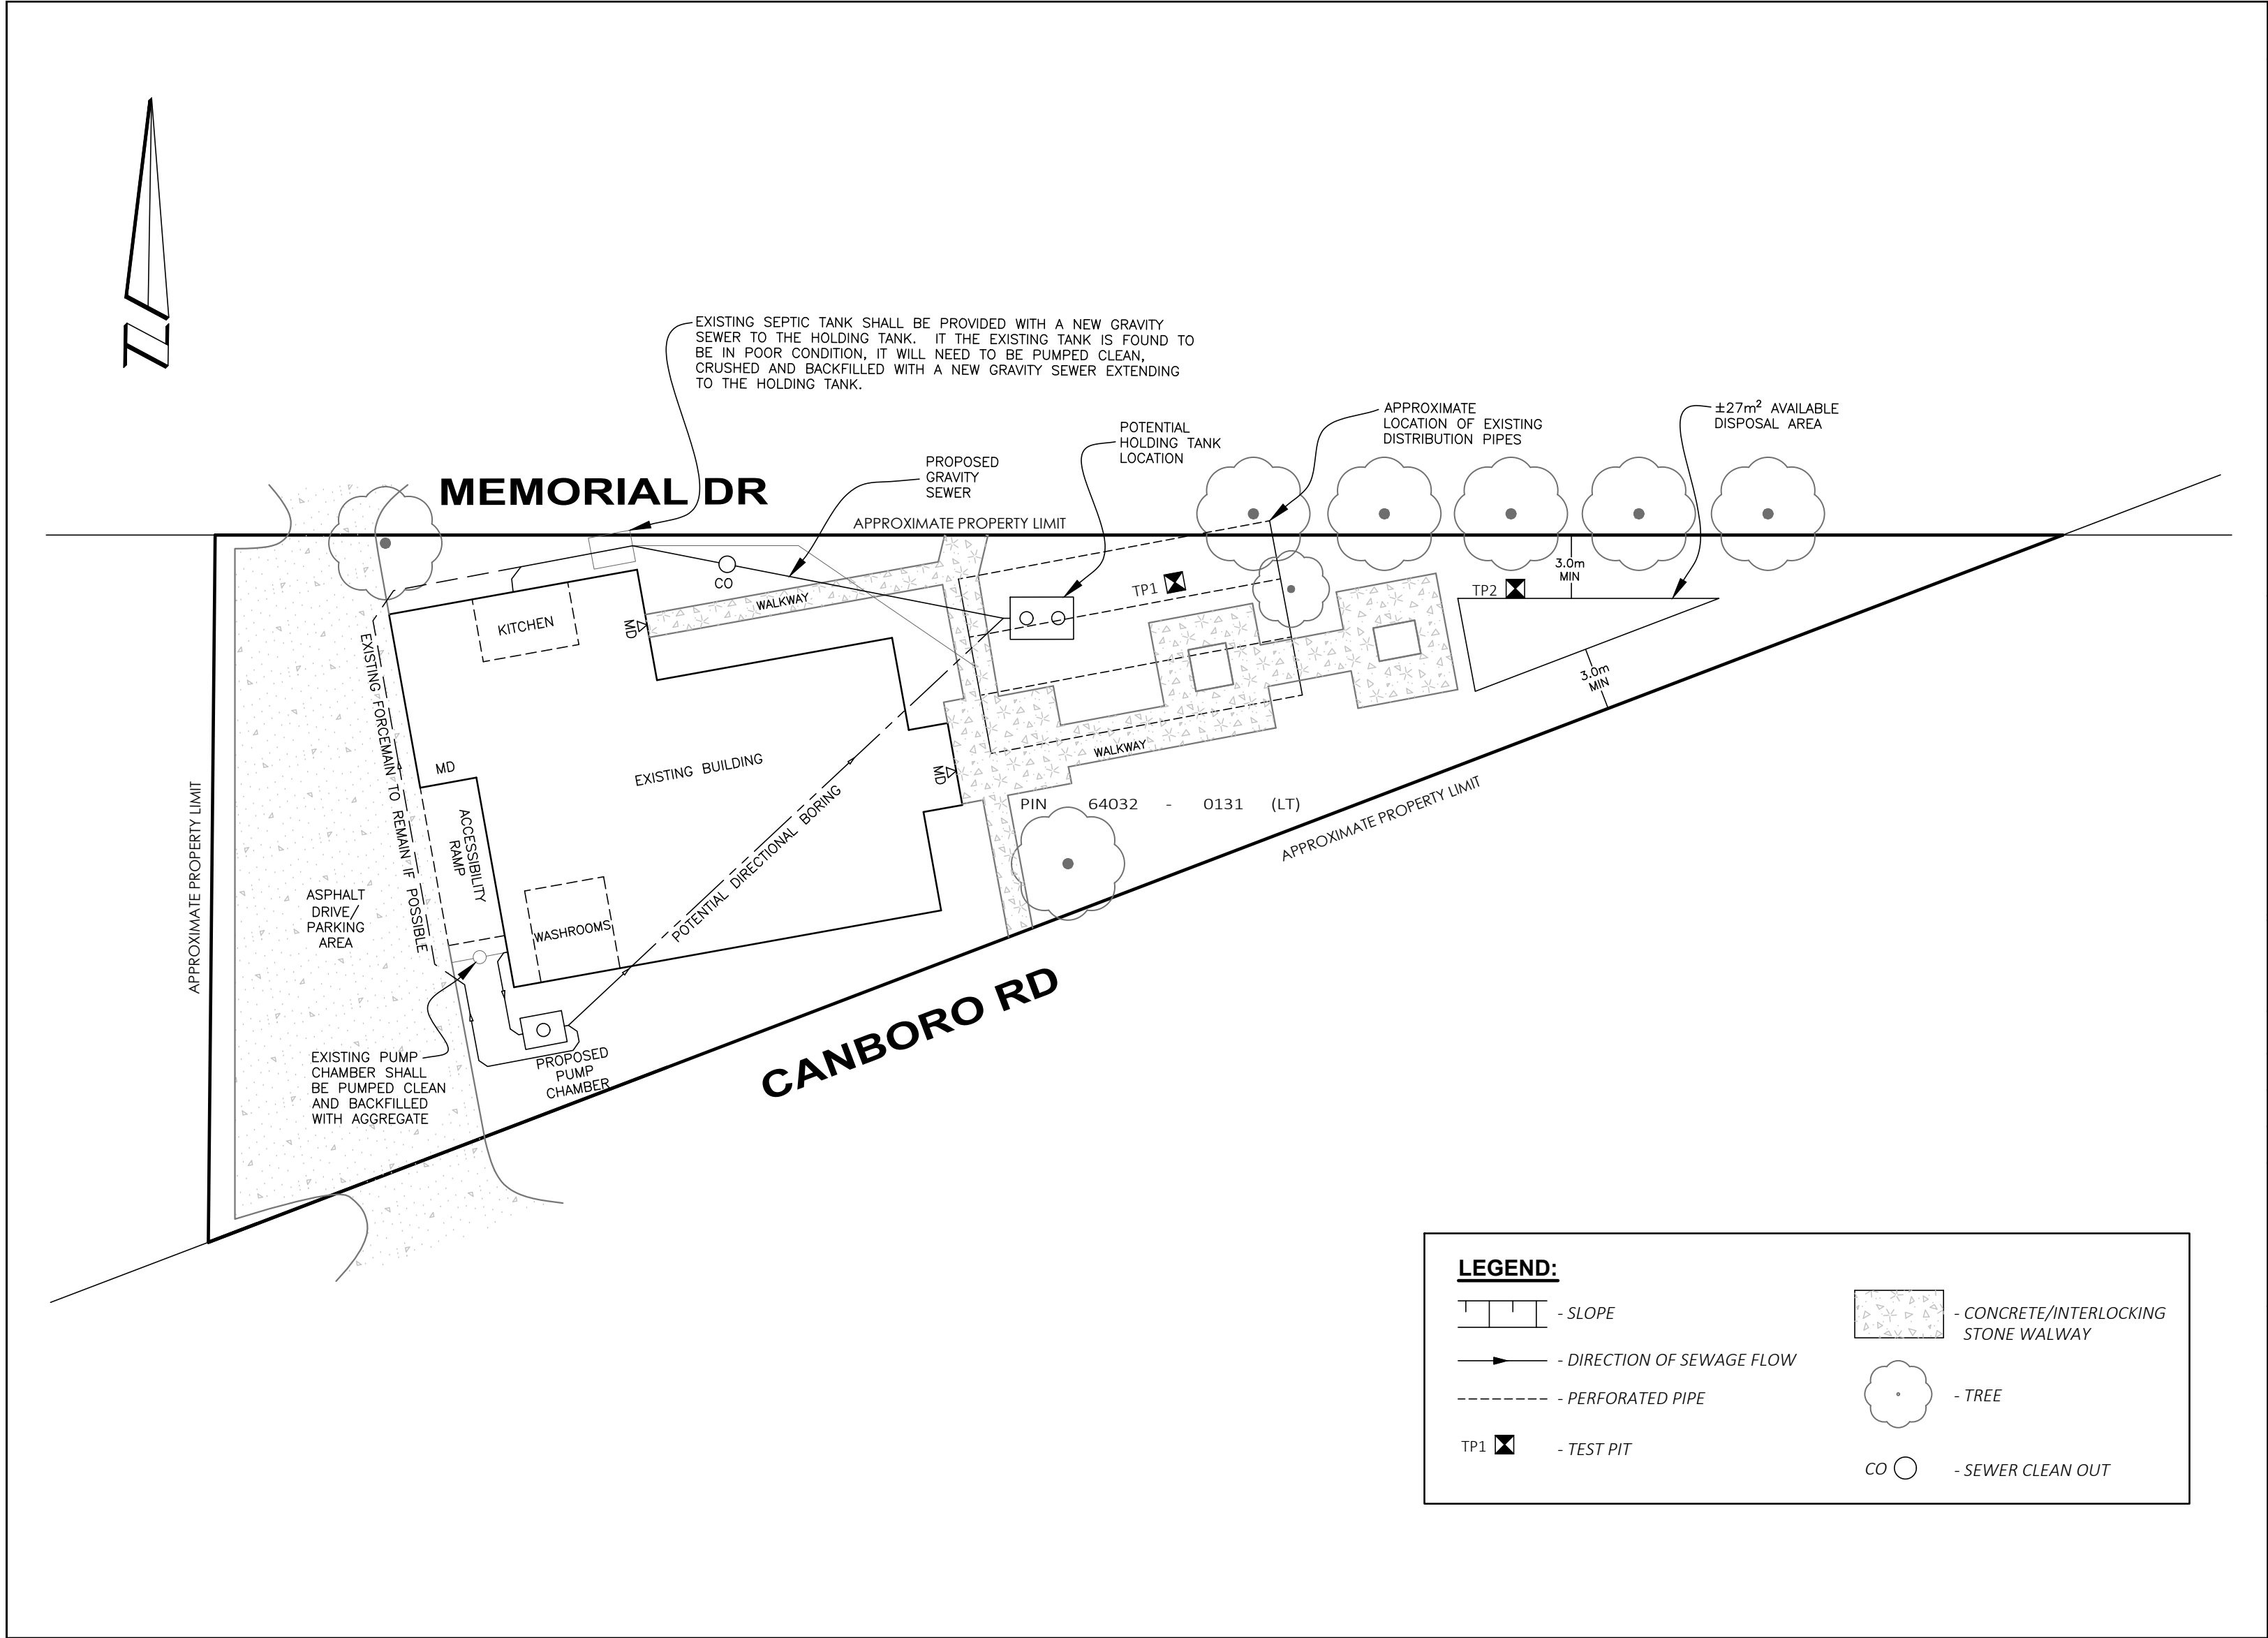 EXISTING SEPTIC TANK SHALL BE PROVIDED WITH A NEW GRAVITY
SEWER TO THE HOLDING TANK. IT THE EXISTING TANK IS FOUND TO
BE IN POOR CONDITION, IT WILL NEED TO BE PUMPED CLEAN,
CRUSHED AND BACKFILLED WITH A NEW GRAVITY SEWER EXTENDING
TO THE HOLDING TANK.
APPROXIMATE
LOCATION OF EXISTING
DISTRIBUTION PIPES
±27m² AVAILABLE
DISPOSAL AREA
POTENTIAL
HOLDING TANK
LOCATION
PROPOSED
GRAVITY
SEWER
MEMORIAL DR
APPROXIMATE PROPERTY LIMIT
CO
3.0m
MIN
TP1
TP2
WALKWAY
KITCHEN
MD
3.0m
MIN
EXISTING FORCEMAIN TO REMAIN IF POSSIBLE
WALKWAY
MD
EXISTING BUILDING
MD
PIN 64032 - 0131 (LT)
APPROXIMATE PROPERTY LIMIT
APPROXIMATE PROPERTY LIMIT
ACCESSIBILITY
RAMP
POTENTIAL DIRECTIONAL BORING
ASPHALT
DRIVE/
PARKING
AREA
WASHROOMS
CANBORO RD
EXISTING PUMP
CHAMBER SHALL
BE PUMPED CLEAN
AND BACKFILLED
WITH AGGREGATE
PROPOSED
PUMP
CHAMBER
LEGEND:
- SLOPE
- DIRECTION OF SEWAGE FLOW
- PERFORATED PIPE
TP1 - TEST PIT
- CONCRETE/INTERLOCKING
STONE WALWAY
- TREE
CO - SEWER CLEAN OUT